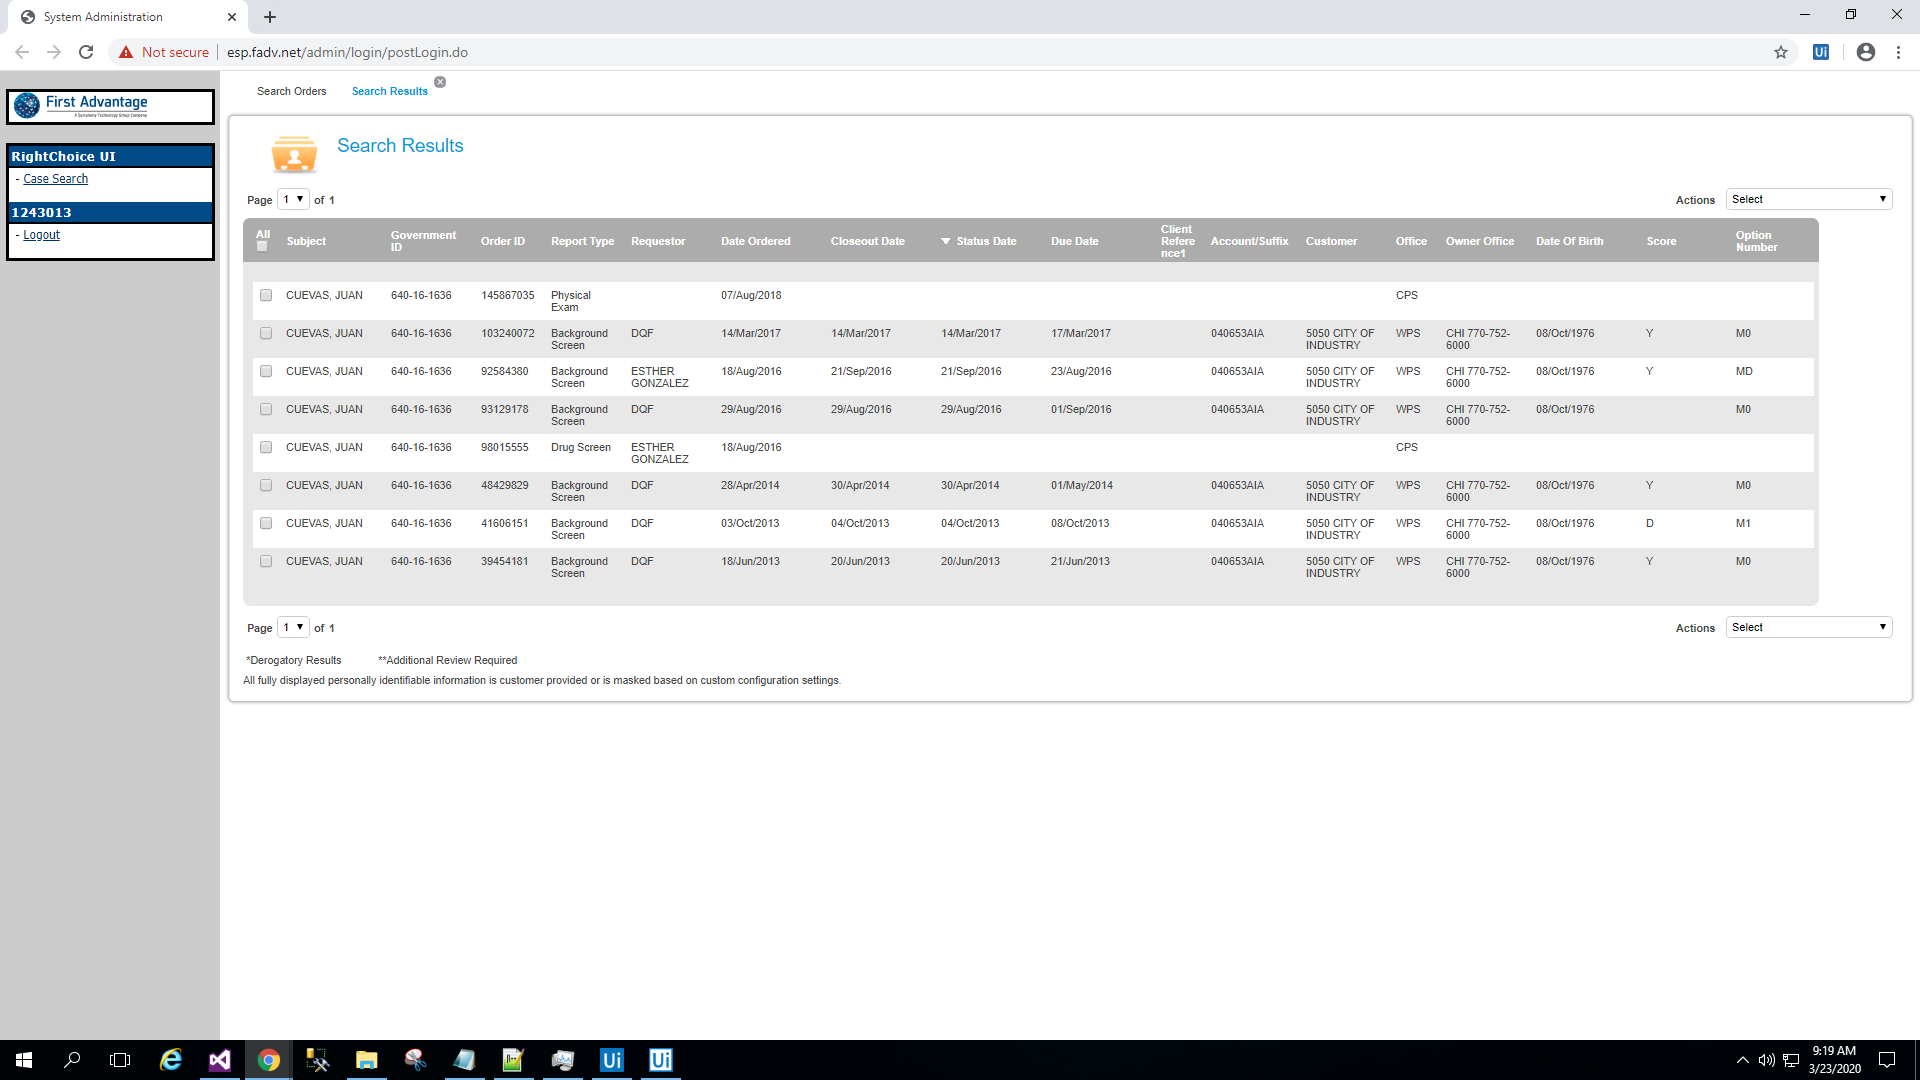 System Administration
Not secure esp.fadv.net/admin/login/postLogin.do
First Advantage
A Symphony Technology Group Company
RightChoice UI
- Case Search
1243013
- Logout
Search Orders Search Results
Search Results
Page 1 of 1 Actions Select
All Subject Government ID Order ID Report Type Requestor Date Ordered Closeout Date Status Date Due Date Client Refere nce1 Account/Suffix Customer Office Owner Office Date Of Birth Score Option Number
CUEVAS, JUAN 640-16-1636 145867035 Physical Exam 07/Aug/2018 CPS
CUEVAS, JUAN 640-16-1636 103240072 Background Screen DQF 14/Mar/2017 14/Mar/2017 14/Mar/2017 17/Mar/2017 040653AIA 5050 CITY OF INDUSTRY WPS CHI 770-752-6000 08/Oct/1976 Y M0
CUEVAS, JUAN 640-16-1636 92584380 Background Screen ESTHER GONZALEZ 18/Aug/2016 21/Sep/2016 21/Sep/2016 23/Aug/2016 040653AIA 5050 CITY OF INDUSTRY WPS CHI 770-752-6000 08/Oct/1976 Y MD
CUEVAS, JUAN 640-16-1636 93129178 Background Screen DQF 29/Aug/2016 29/Aug/2016 29/Aug/2016 01/Sep/2016 040653AIA 5050 CITY OF INDUSTRY WPS CHI 770-752-6000 08/Oct/1976 M0
CUEVAS, JUAN 640-16-1636 98015555 Drug Screen ESTHER GONZALEZ 18/Aug/2016 CPS
CUEVAS, JUAN 640-16-1636 48429829 Background Screen DQF 28/Apr/2014 30/Apr/2014 30/Apr/2014 01/May/2014 040653AIA 5050 CITY OF INDUSTRY WPS CHI 770-752-6000 08/Oct/1976 Y M0
CUEVAS, JUAN 640-16-1636 41606151 Background Screen DQF 03/Oct/2013 04/Oct/2013 04/Oct/2013 08/Oct/2013 040653AIA 5050 CITY OF INDUSTRY WPS CHI 770-752-6000 08/Oct/1976 D M1
CUEVAS, JUAN 640-16-1636 39454181 Background Screen DQF 18/Jun/2013 20/Jun/2013 20/Jun/2013 21/Jun/2013 040653AIA 5050 CITY OF INDUSTRY WPS CHI 770-752-6000 08/Oct/1976 Y M0
Page 1 of 1 Actions Select
*Derogatory Results **Additional Review Required
All fully displayed personally identifiable information is customer provided or is masked based on custom configuration settings.
Ui Ui
9:19 AM
3/23/2020